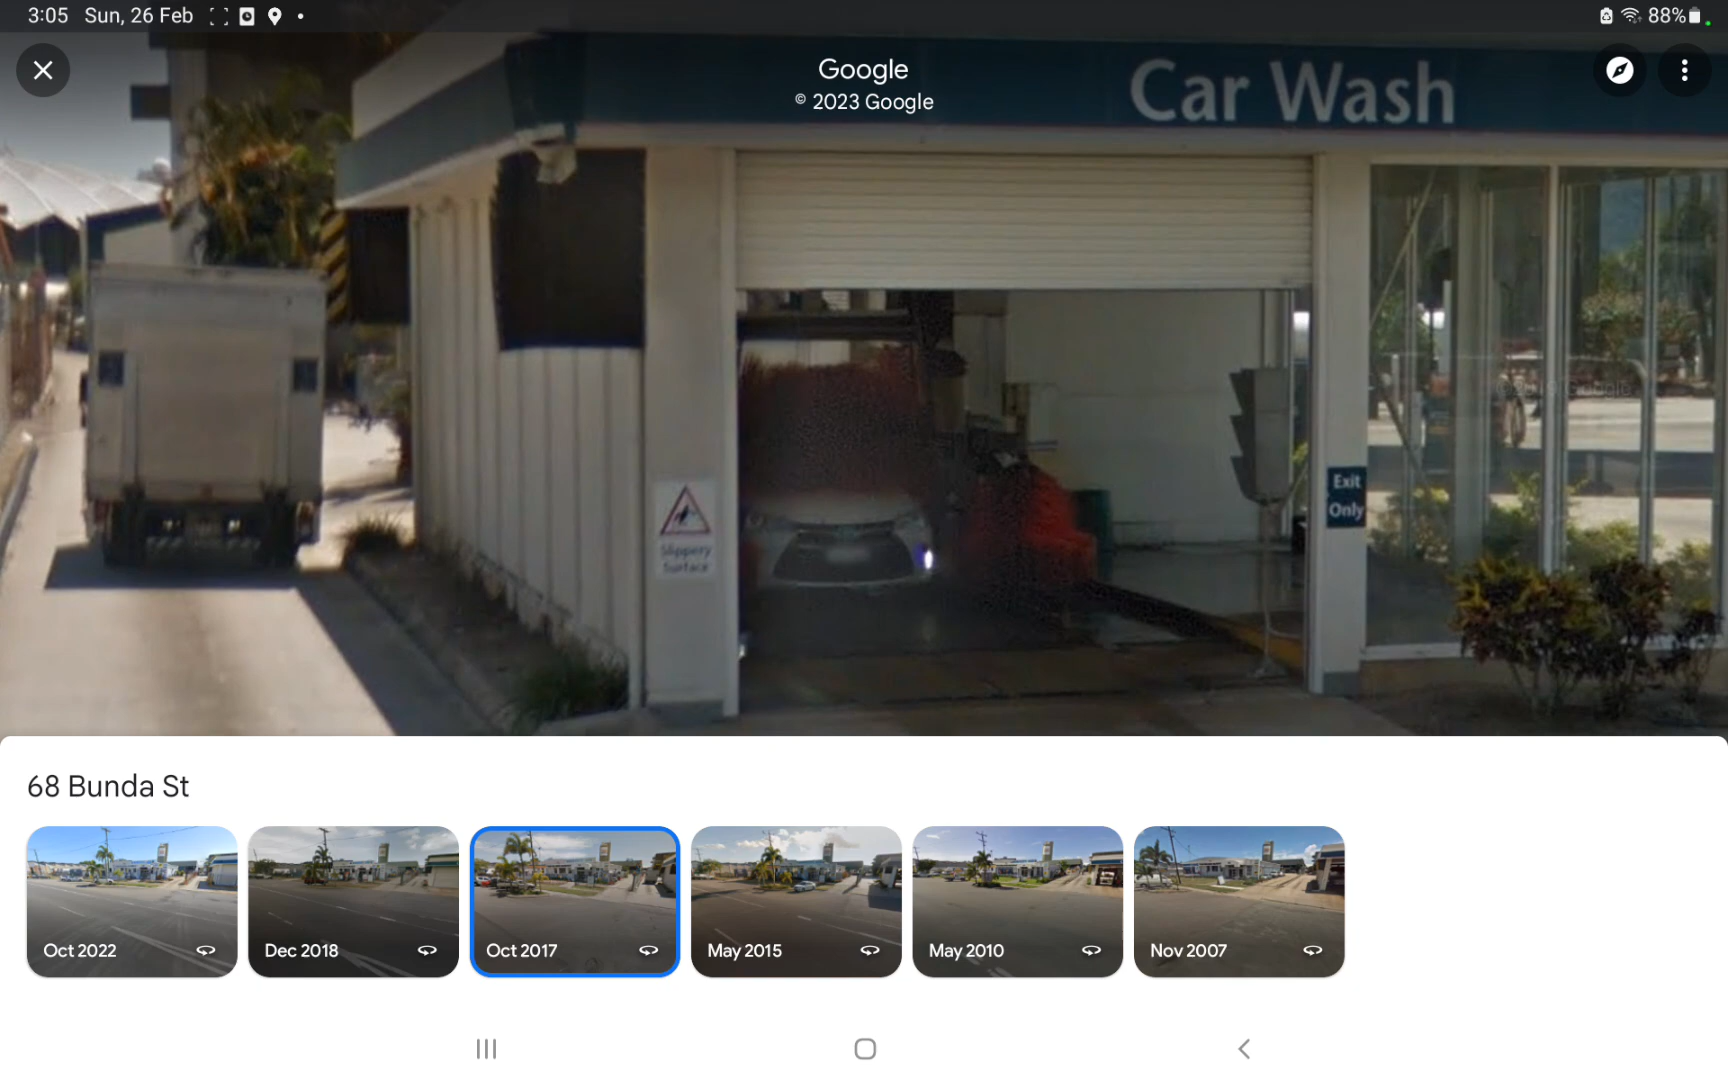 3:05 Sun, 26 Feb
88%
Google
© 2023 Google
Car Wash
Exit
Only
Slippery
Surface
68 Bunda St
Oct 2022
Dec 2018
Oct 2017
May 2015
May 2010
Nov 2007